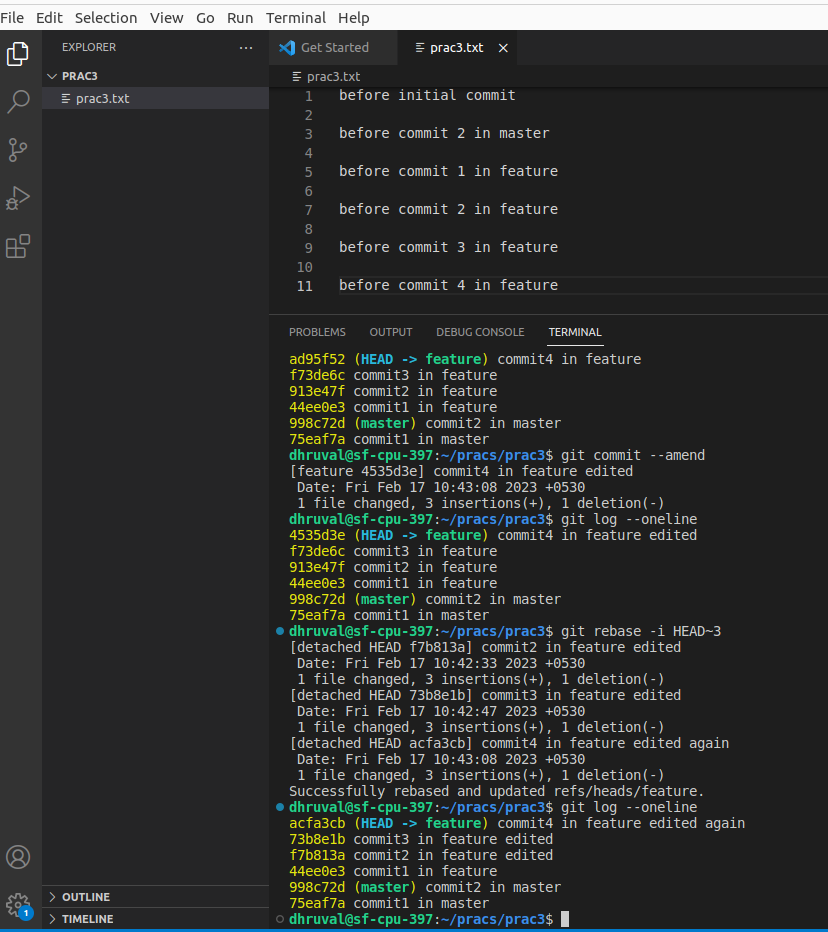 File Edit Selection View Go Run Terminal Help
EXPLORER ···
PRAC3
prac3.txt
Get Started
prac3.txt ×
prac3.txt
1 before initial commit
2
3 before commit 2 in master
4
5 before commit 1 in feature
6
7 before commit 2 in feature
8
9 before commit 3 in feature
10
11 before commit 4 in feature
PROBLEMS OUTPUT DEBUG CONSOLE TERMINAL
ad95f52 (HEAD -> feature) commit4 in feature
f73de6c commit3 in feature
913e47f commit2 in feature
44ee0e3 commit1 in feature
998c72d (master) commit2 in master
75eaf7a commit1 in master
dhruval@sf-cpu-397:~/pracs/prac3$ git commit --amend
[feature 4535d3e] commit4 in feature edited
Date: Fri Feb 17 10:43:08 2023 +0530
1 file changed, 3 insertions(+), 1 deletion(-)
dhruval@sf-cpu-397:~/pracs/prac3$ git log --oneline
4535d3e (HEAD -> feature) commit4 in feature edited
f73de6c commit3 in feature
913e47f commit2 in feature
44ee0e3 commit1 in feature
998c72d (master) commit2 in master
75eaf7a commit1 in master
dhruval@sf-cpu-397:~/pracs/prac3$ git rebase -i HEAD~3
[detached HEAD f7b813a] commit2 in feature edited
Date: Fri Feb 17 10:42:33 2023 +0530
1 file changed, 3 insertions(+), 1 deletion(-)
[detached HEAD 73b8e1b] commit3 in feature edited
Date: Fri Feb 17 10:42:47 2023 +0530
1 file changed, 3 insertions(+), 1 deletion(-)
[detached HEAD acfa3cb] commit4 in feature edited again
Date: Fri Feb 17 10:43:08 2023 +0530
1 file changed, 3 insertions(+), 1 deletion(-)
Successfully rebased and updated refs/heads/feature.
dhruval@sf-cpu-397:~/pracs/prac3$ git log --oneline
acfa3cb (HEAD -> feature) commit4 in feature edited again
73b8e1b commit3 in feature edited
f7b813a commit2 in feature edited
44ee0e3 commit1 in feature
998c72d (master) commit2 in master
75eaf7a commit1 in master
dhruval@sf-cpu-397:~/pracs/prac3$
OUTLINE
TIMELINE
1